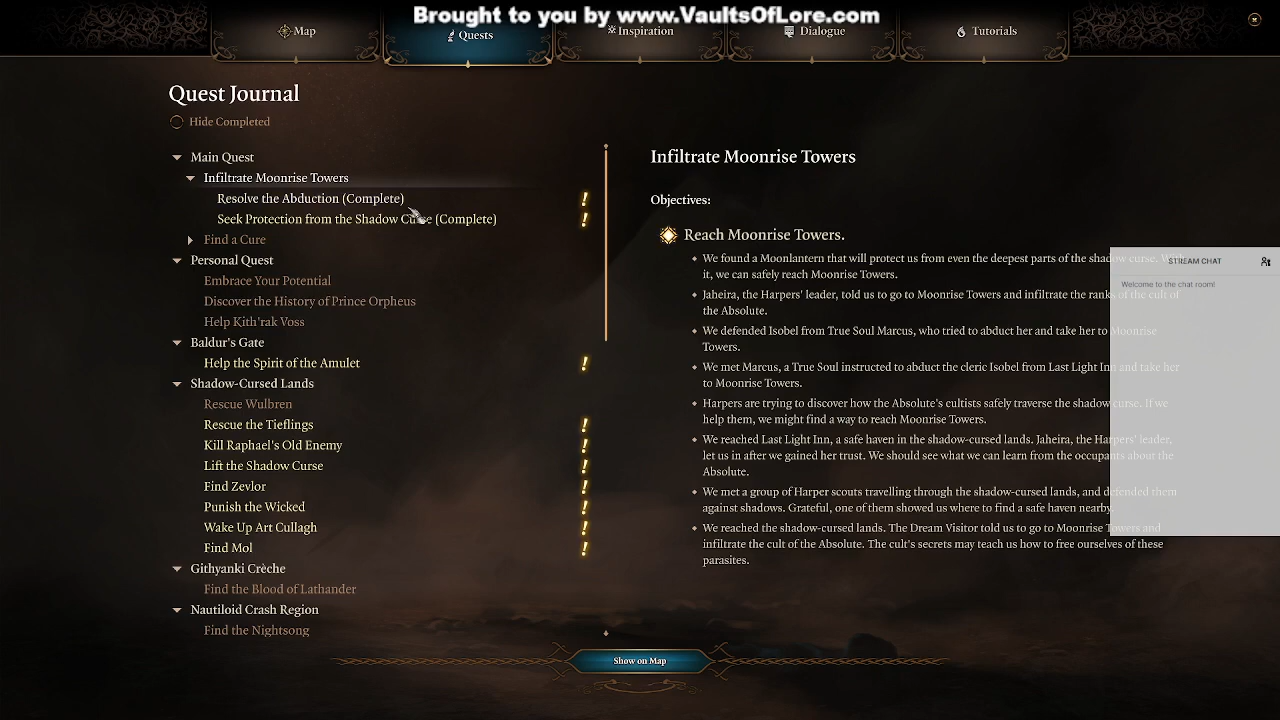 Brought to you by www.VaultsOfLore.com
Map
Quests
Inspiration
Dialogue
Tutorials
Quest Journal
Hide Completed
Main Quest
Infiltrate Moonrise Towers
Resolve the Abduction (Complete)
!
Seek Protection from the Shadow Curse (Complete)
!
Find a Cure
Personal Quest
Embrace Your Potential
Discover the History of Prince Orpheus
Help Kith'rak Voss
Baldur's Gate
Help the Spirit of the Amulet
!
Shadow-Cursed Lands
Rescue Wulbren
Rescue the Tieflings
!
Kill Raphael's Old Enemy
!
Lift the Shadow Curse
!
Find Zevlor
!
Punish the Wicked
!
Wake Up Art Cullagh
!
Find Mol
!
Githyanki Crèche
Find the Blood of Lathander
Nautiloid Crash Region
Find the Nightsong
Infiltrate Moonrise Towers
Objectives:
Reach Moonrise Towers.
We found a Moonlantern that will protect us from even the deepest parts of the shadow curse. With
it, we can safely reach Moonrise Towers.
Jaheira, the Harpers' leader, told us to go to Moonrise Towers and infiltrate the ranks of the cult of
the Absolute.
We defended Isobel from True Soul Marcus, who tried to abduct her and take her to Moonrise
Towers.
We met Marcus, a True Soul instructed to abduct the cleric Isobel from Last Light Inn and take her
to Moonrise Towers.
Harpers are trying to discover how the Absolute's cultists safely traverse the shadow curse. If we
help them, we might find a way to reach Moonrise Towers.
We reached Last Light Inn, a safe haven in the shadow-cursed lands. Jaheira, the Harpers' leader,
let us in after we gained her trust. We should see what we can learn from the occupants about the
Absolute.
We met a group of Harper scouts travelling through the shadow-cursed lands, and defended them
against shadows. Grateful, one of them showed us where to find a safe haven nearby.
We reached the shadow-cursed lands. The Dream Visitor told us to go to Moonrise Towers and
infiltrate the cult of the Absolute. The cult's secrets may teach us how to free ourselves of these
parasites.
STREAM CHAT
Welcome to the chat room!
Show on Map